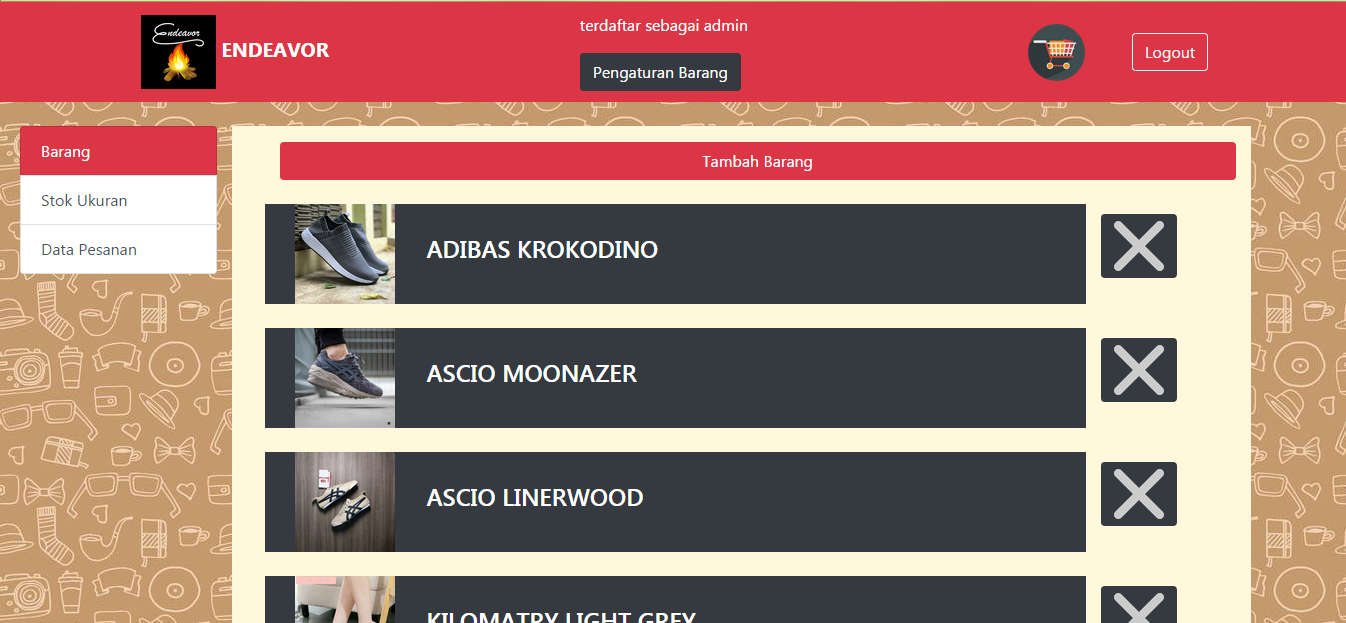 Endeavor
ENDEAVOR
terdaftar sebagai admin
Pengaturan Barang
Logout
Barang
Stok Ukuran
Data Pesanan
Tambah Barang
ADIBAS KROKODINO
ASCIO MOONAZER
ASCIO LINERWOOD
KILOMATRY LIGHT GREY